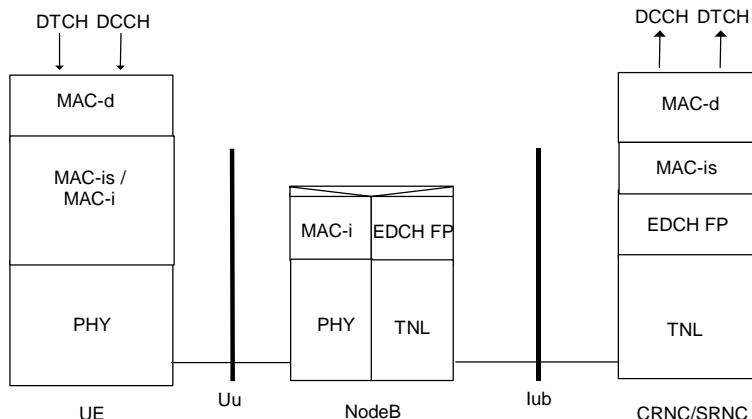 DTCH DCCH
DCCH DTCH
MAC-d
MAC-d
MAC-is /
MAC-i
MAC-is
MAC-i
EDCH FP
EDCH FP
PHY
PHY
TNL
TNL
Uu
Iub
UE
NodeB
CRNC/SRNC